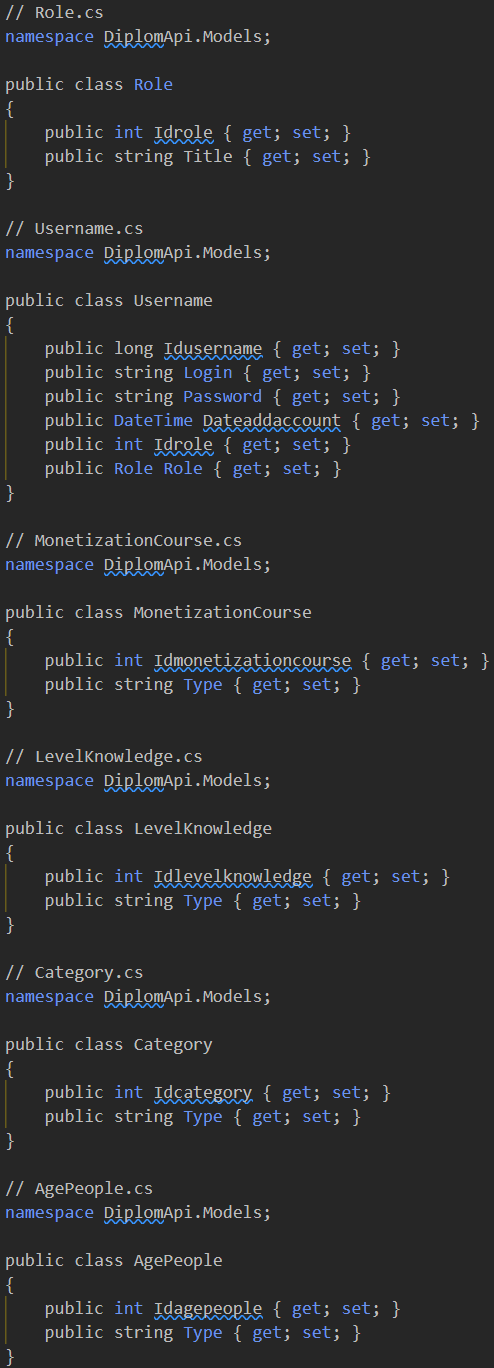 // Role.cs
namespace DiplomApi.Models;

public class Role
{
    public int Idrole { get; set; }
    public string Title { get; set; }
}

// Username.cs
namespace DiplomApi.Models;

public class Username
{
    public long Idusername { get; set; }
    public string Login { get; set; }
    public string Password { get; set; }
    public DateTime Dateaddaccount { get; set; }
    public int Idrole { get; set; }
    public Role Role { get; set; }
}

// MonetizationCourse.cs
namespace DiplomApi.Models;

public class MonetizationCourse
{
    public int Idmonetizationcourse { get; set; }
    public string Type { get; set; }
}

// LevelKnowledge.cs
namespace DiplomApi.Models;

public class LevelKnowledge
{
    public int Idlevelknowledge { get; set; }
    public string Type { get; set; }
}

// Category.cs
namespace DiplomApi.Models;

public class Category
{
    public int Idcategory { get; set; }
    public string Type { get; set; }
}

// AgePeople.cs
namespace DiplomApi.Models;

public class AgePeople
{
    public int Idagepeople { get; set; }
    public string Type { get; set; }
}